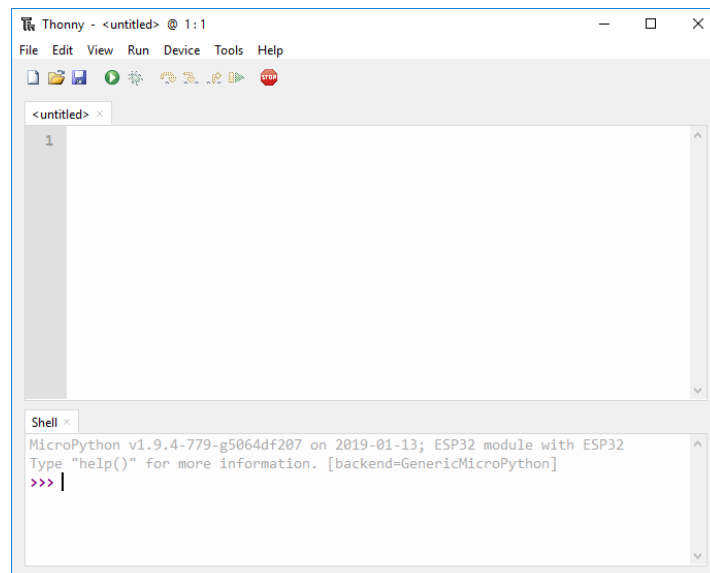 Thonny - <untitled> @ 1:1
File Edit View Run Device Tools Help
STOP
<untitled> ×
1
Shell ×
MicroPython v1.9.4-779-g5064df207 on 2019-01-13; ESP32 module with ESP32
Type "help()" for more information. [backend=GenericMicroPython]
>>>